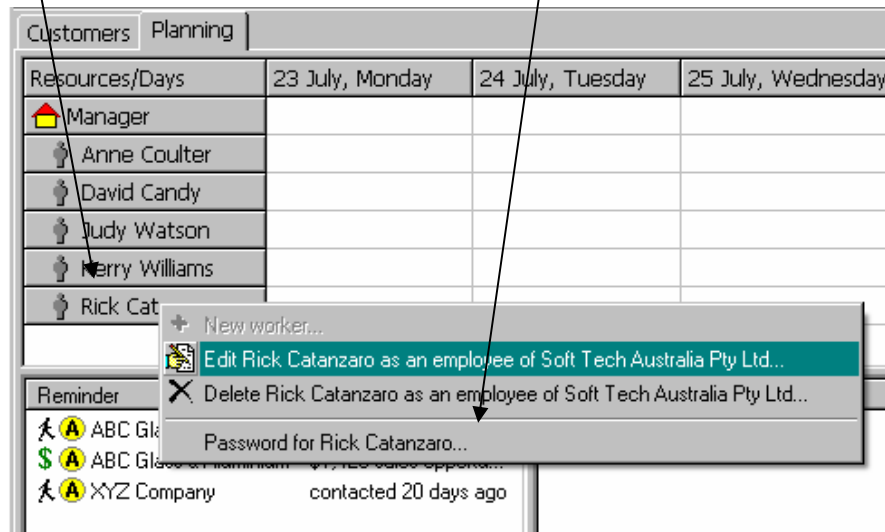 Customers Planning
Resources/Days 23 July, Monday 24 July, Tuesday 25 July, Wednesday
Manager
Anne Coulter
David Candy
Judy Watson
Kerry Williams
Rick Cat
New worker...
Edit Rick Catanzaro as an employee of Soft Tech Australia Pty Ltd...
Delete Rick Catanzaro as an employee of Soft Tech Australia Pty Ltd...
Password for Rick Catanzaro...
Reminder
A ABC Gla
$ A ABC
A XYZ Company contacted 20 days ago